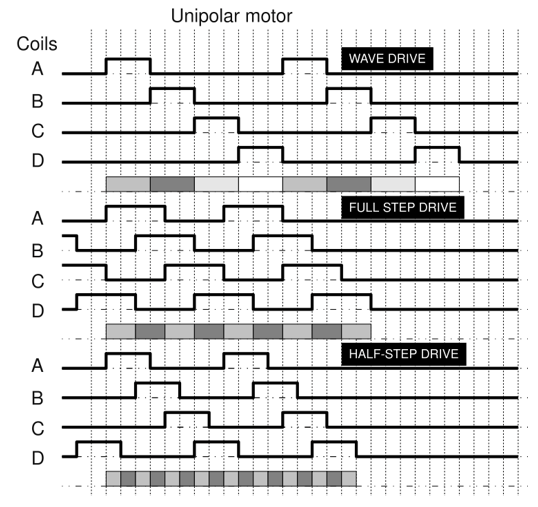 Unipolar motor
Coils
A
WAVE DRIVE
B
C
D
A
FULL STEP DRIVE
B
C
D
HALF-STEP DRIVE
A
B
C
D